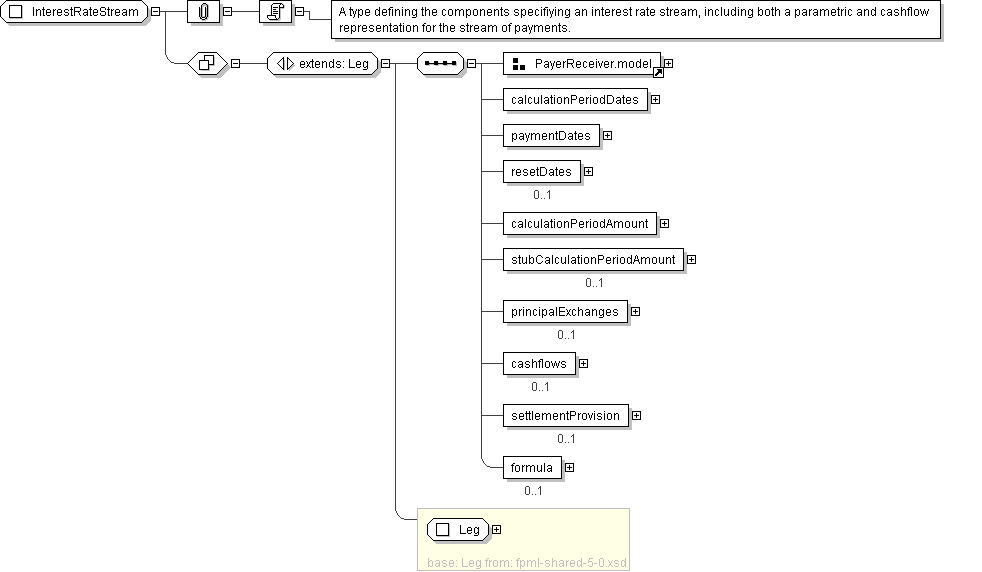 InterestRateStream
A type defining the components specifiying an interest rate stream, including both a parametric and cashflow
representation for the stream of payments.
extends: Leg
PayerReceiver.model
calculationPeriodDates
paymentDates
resetDates
0..1
calculationPeriodAmount
stubCalculationPeriodAmount
0..1
principalExchanges
0..1
cashflows
0..1
settlementProvision
0..1
formula
0..1
Leg
base: Leg from: fpml-shared-5-0.xsd